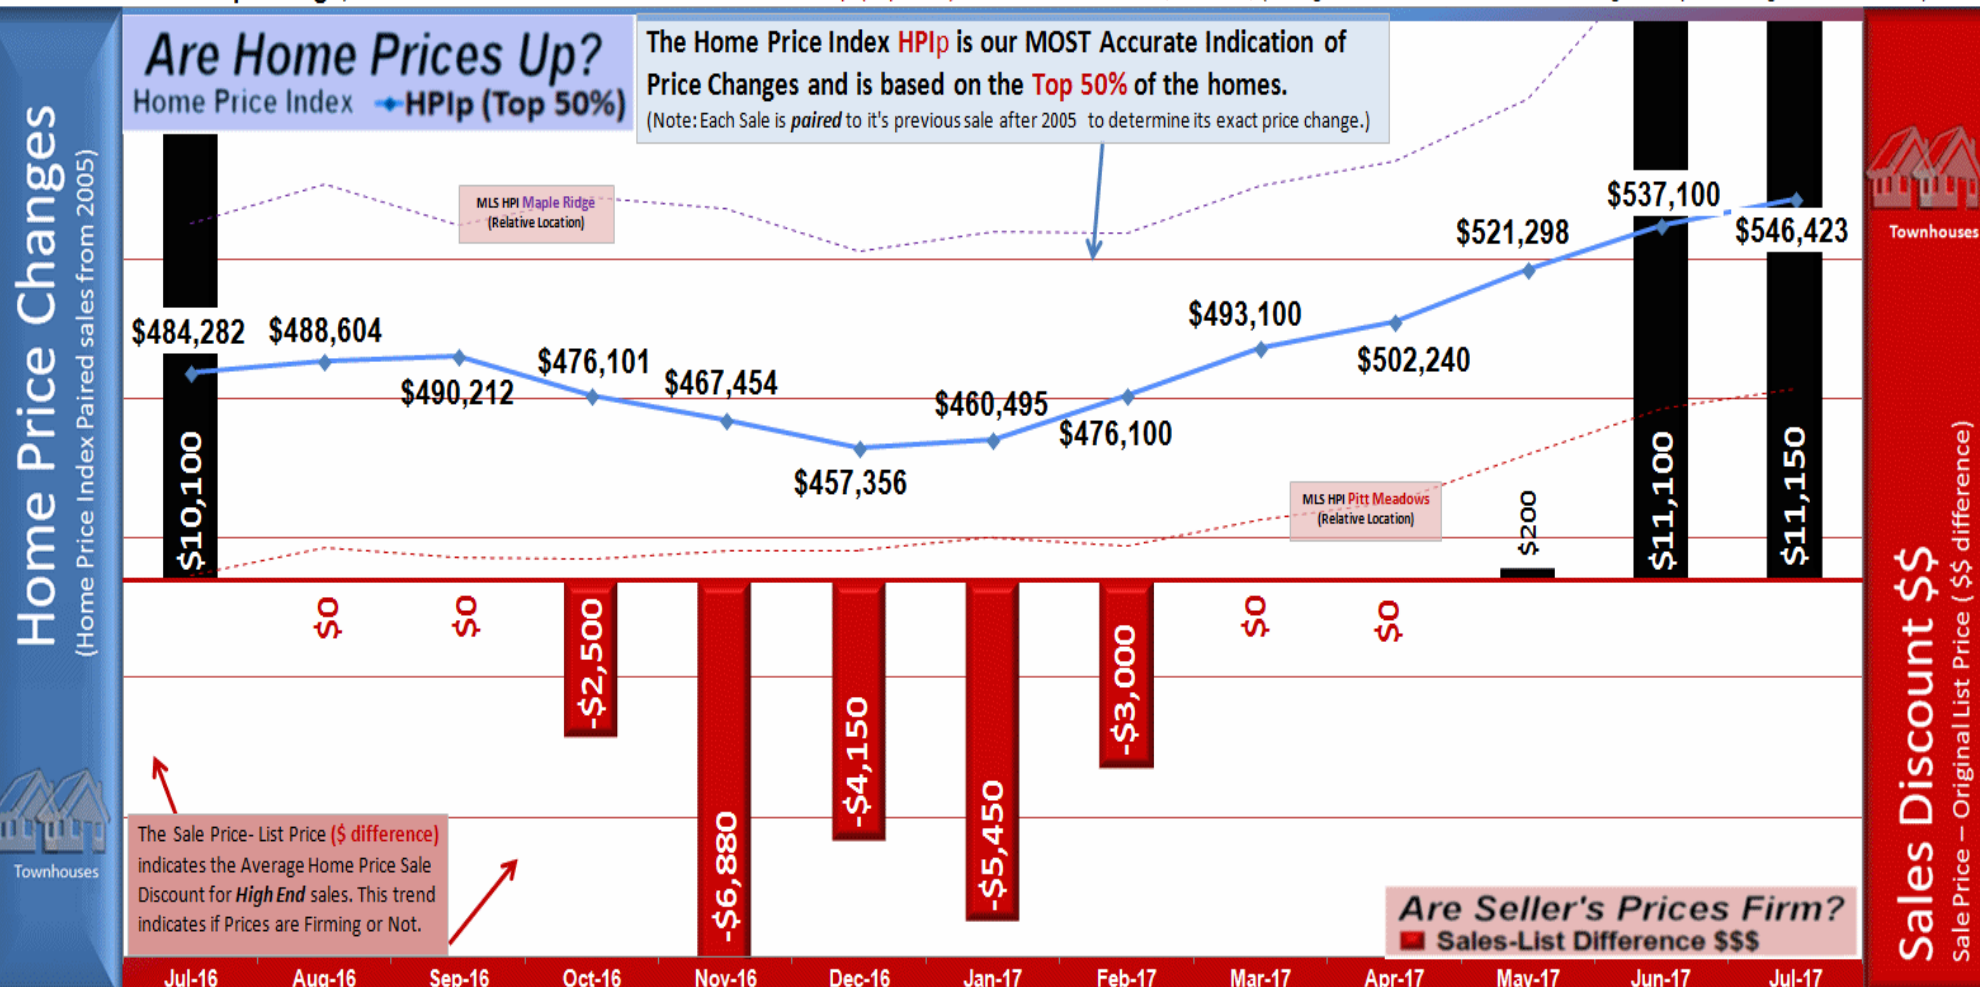 Are Home Prices Up?
Home Price Index HPIp (Top 50%)
The Home Price Index HPIp is our MOST Accurate Indication of
Price Changes and is based on the Top 50% of the homes.
(Note: Each Sale is paired to it's previous sale after 2005 to determine its exact price change.)
Home Price Changes
(Home Price Index Paired sales from 2005)
Townhouses
MLS HPI Maple Ridge
(Relative Location)
$484,282
$488,604
$490,212
$476,101
$467,454
$457,356
$460,495
$476,100
$493,100
$502,240
$521,298
$537,100
$546,423
MLS HPI Pitt Meadows
(Relative Location)
$10,100
$0
$0
-$2,500
-$6,880
-$4,150
-$5,450
-$3,000
$0
$0
$200
$11,100
$11,150
The Sale Price- List Price ($ difference)
indicates the Average Home Price Sale
Discount for High End sales. This trend
indicates if Prices are Firming or Not.
Are Seller's Prices Firm?
Sales-List Difference $$$
Townhouses
Sales Discount $$
Sale Price – Original List Price ( $$ difference)
Jul-16 Aug-16 Sep-16 Oct-16 Nov-16 Dec-16 Jan-17 Feb-17 Mar-17 Apr-17 May-17 Jun-17 Jul-17